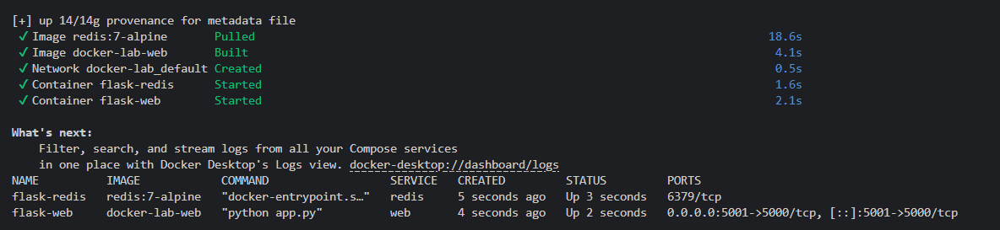 [+] up 14/14g provenance for metadata file
✓ Image redis:7-alpine Pulled 18.6s
✓ Image docker-lab-web Built 4.1s
✓ Network docker-lab_default Created 0.5s
✓ Container flask-redis Started 1.6s
✓ Container flask-web Started 2.1s
What's next:
Filter, search, and stream logs from all your Compose services
in one place with Docker Desktop's Logs view. docker-desktop://dashboard/logs
NAME IMAGE COMMAND SERVICE CREATED STATUS PORTS
flask-redis redis:7-alpine "docker-entrypoint.s…" redis 5 seconds ago Up 3 seconds 6379/tcp
flask-web docker-lab-web "python app.py" web 4 seconds ago Up 2 seconds 0.0.0.0:5001->5000/tcp, [::]:5001->5000/tcp